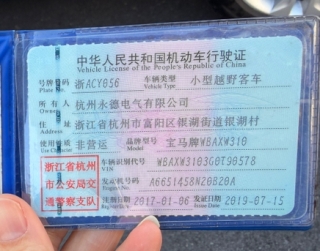 中华人民共和国机动车行驶证
Vehicle License of the People's Republic of China
号牌号码 浙ACY056 车辆类型 小型越野客车
Plate No. Vehicle Type
所有人 杭州永德电气有限公司
Owner
住址 浙江省杭州市富阳区银湖街道银湖村
Address
使用性质 非营运 品牌型号 宝马牌WBAXW310
Use Character Model
浙江省杭州 车辆识别代号 WBAXW3103G0T90578
VIN
市公安局交 发动机号码 A6651458N20B20A
Engine No.
通警察支队 注册日期 2017-01-06 发证日期 2019-07-15
Register Date Issue Date